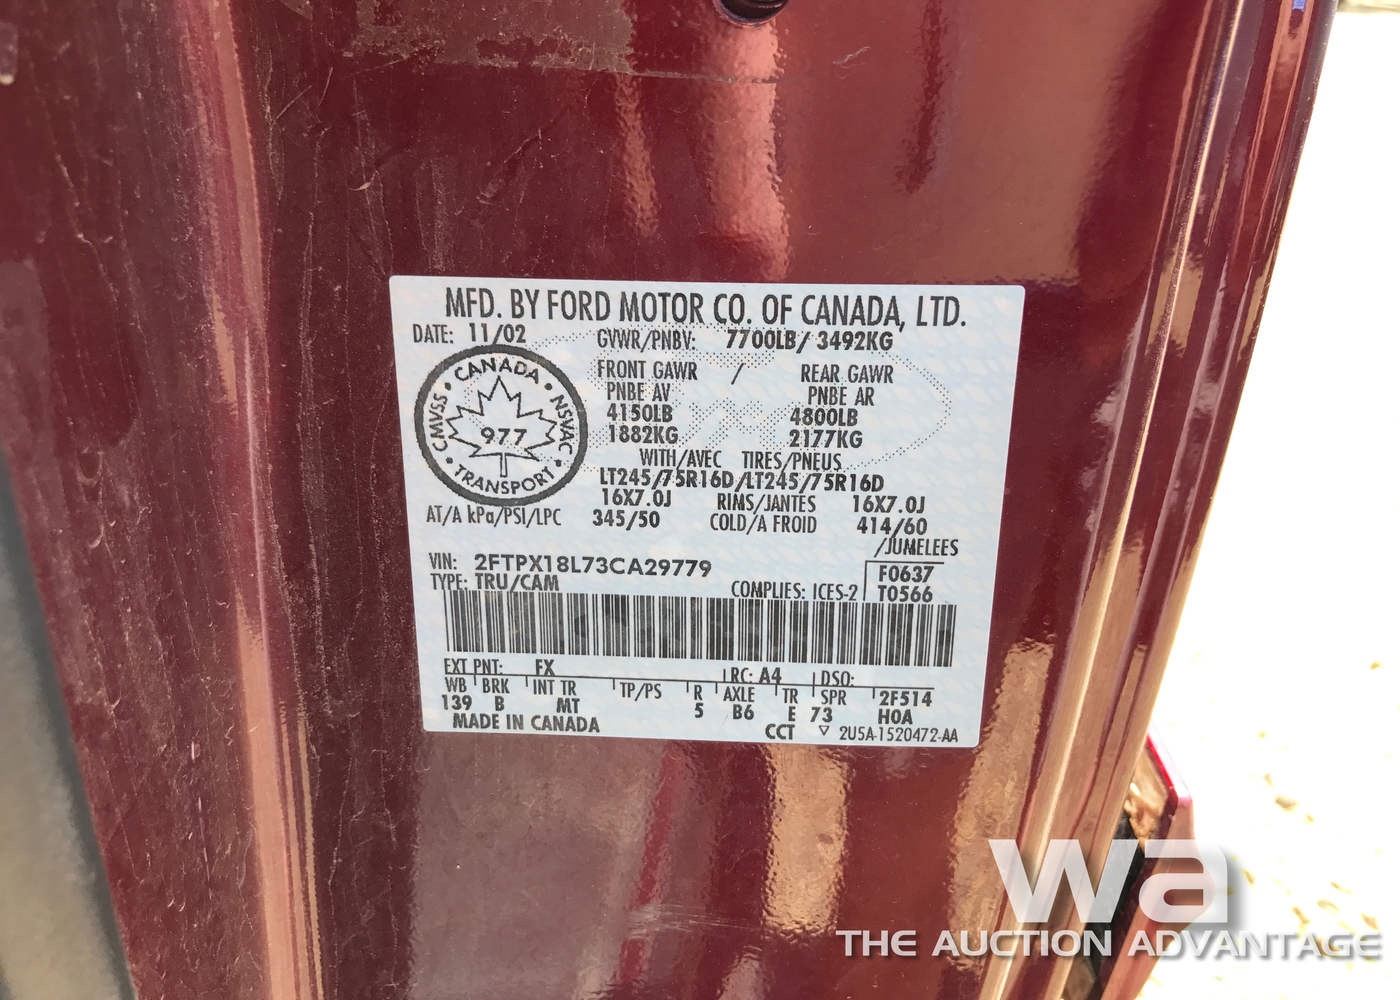 MFD. BY FORD MOTOR CO. OF CANADA, LTD.
DATE: 11/02 GVWR/PNBV: 7700LB/ 3492KG
FRONT GAWR / REAR GAWR
PNBE AV PNBE AR
4150LB 4800LB
1882KG 2177KG
WITH/AVEC TIRES/PNEUS
LT245/75R16D/LT245/75R16D
16X7.0J RIMS/JANTES 16X7.0J
AT/A kPa/PSI/LPC 345/50 COLD/A FROID 414/60
/JUMELEES
CANADA
CMVSS 977 NSVAC
TRANSPORT
VIN: 2FTPX18L73CA29779
TYPE: TRU/CAM COMPLIES: ICES-2
F0637
T0566
EXT PNT: FX RC: A4 DSO:
WB BRK INT TR TP/PS R AXLE TR SPR 2F514
139 B MT 5 B6 E 73 H0A
MADE IN CANADA CCT ▽ 2U5A-1520472-AA
wa
THE AUCTION ADVANTAGE